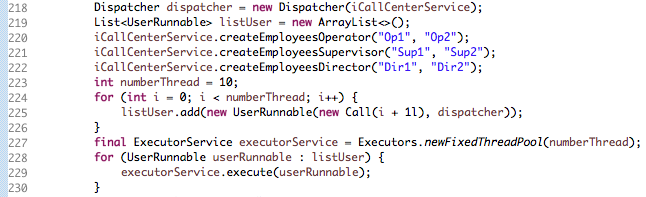 218 Dispatcher dispatcher = new Dispatcher(iCallCenterService);
219 List<UserRunnable> listUser = new ArrayList<>();
220 iCallCenterService.createEmployeesOperator("Op1", "Op2");
221 iCallCenterService.createEmployeesSupervisor("Sup1", "Sup2");
222 iCallCenterService.createEmployeesDirector("Dir1", "Dir2");
223 int numberThread = 10;
224 for (int i = 0; i < numberThread; i++) {
225 listUser.add(new UserRunnable(new Call(i + 1l), dispatcher));
226 }
227 final ExecutorService executorService = Executors.newFixedThreadPool(numberThread);
228 for (UserRunnable userRunnable : listUser) {
229 executorService.execute(userRunnable);
230 }